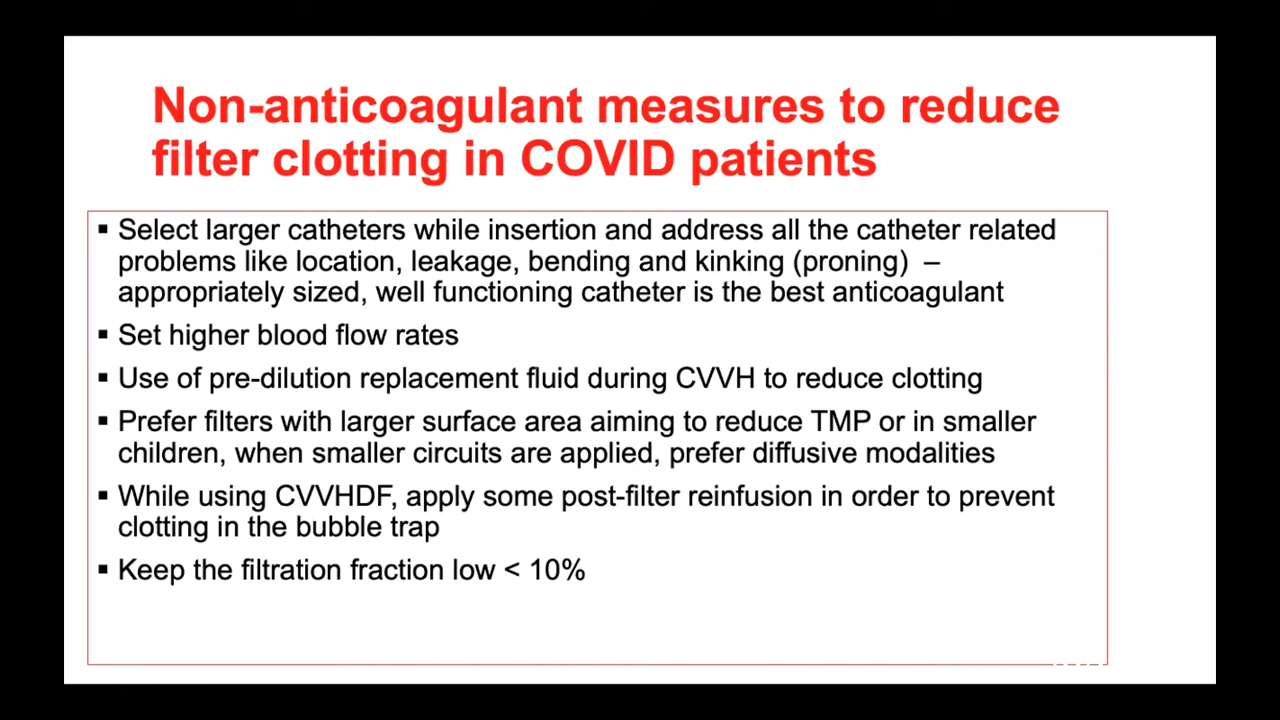 Non-anticoagulant measures to reduce
filter clotting in COVID patients
▪ Select larger catheters while insertion and address all the catheter related
problems like location, leakage, bending and kinking (proning) –
appropriately sized, well functioning catheter is the best anticoagulant
▪ Set higher blood flow rates
▪ Use of pre-dilution replacement fluid during CVVH to reduce clotting
▪ Prefer filters with larger surface area aiming to reduce TMP or in smaller
children, when smaller circuits are applied, prefer diffusive modalities
▪ While using CVVHDF, apply some post-filter reinfusion in order to prevent
clotting in the bubble trap
▪ Keep the filtration fraction low < 10%